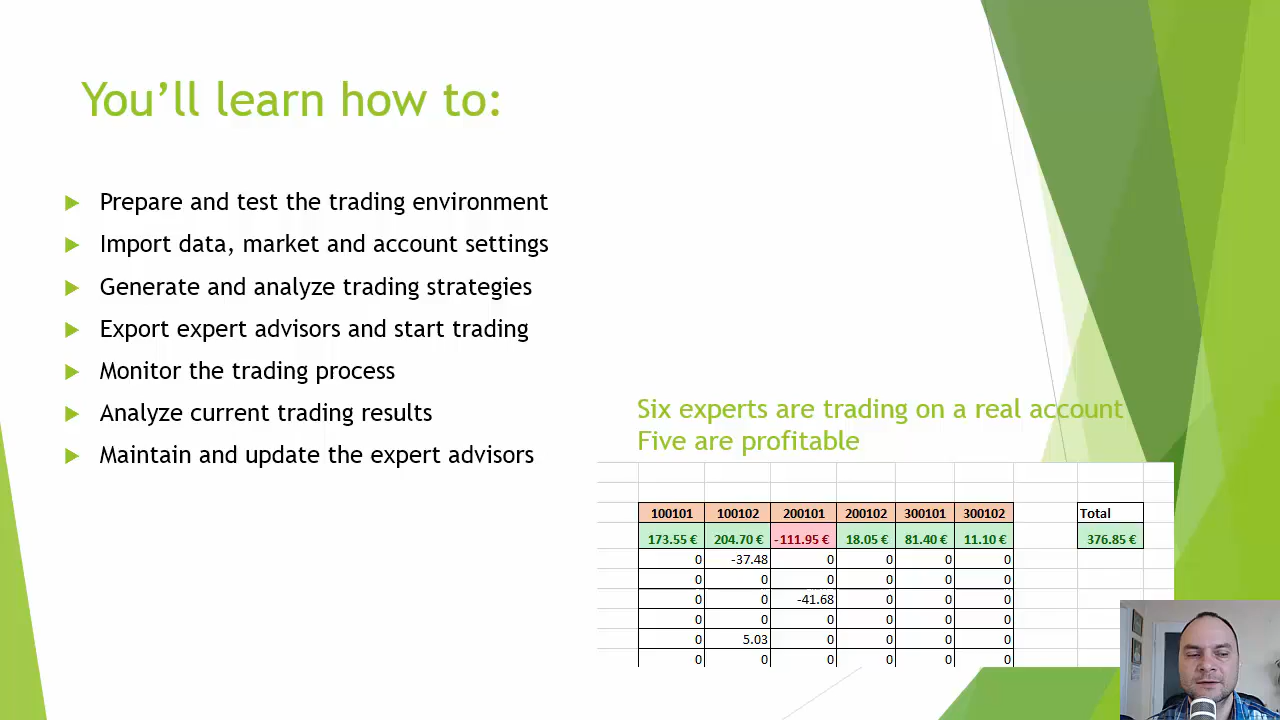 You’ll learn how to:
Prepare and test the trading environment
Import data, market and account settings
Generate and analyze trading strategies
Export expert advisors and start trading
Monitor the trading process
Analyze current trading results
Maintain and update the expert advisors
Six experts are trading on a real account
Five are profitable
100101 100102 200101 200102 300101 300102 Total
173.55 € 204.70 € -111.95 € 18.05 € 81.40 € 11.10 € 376.85 €
0 -37.48 0 0 0 0
0 0 0 0 0 0
0 0 -41.68 0 0 0
0 0 0 0 0 0
0 5.03 0 0 0 0
0 0 0 0 0 0